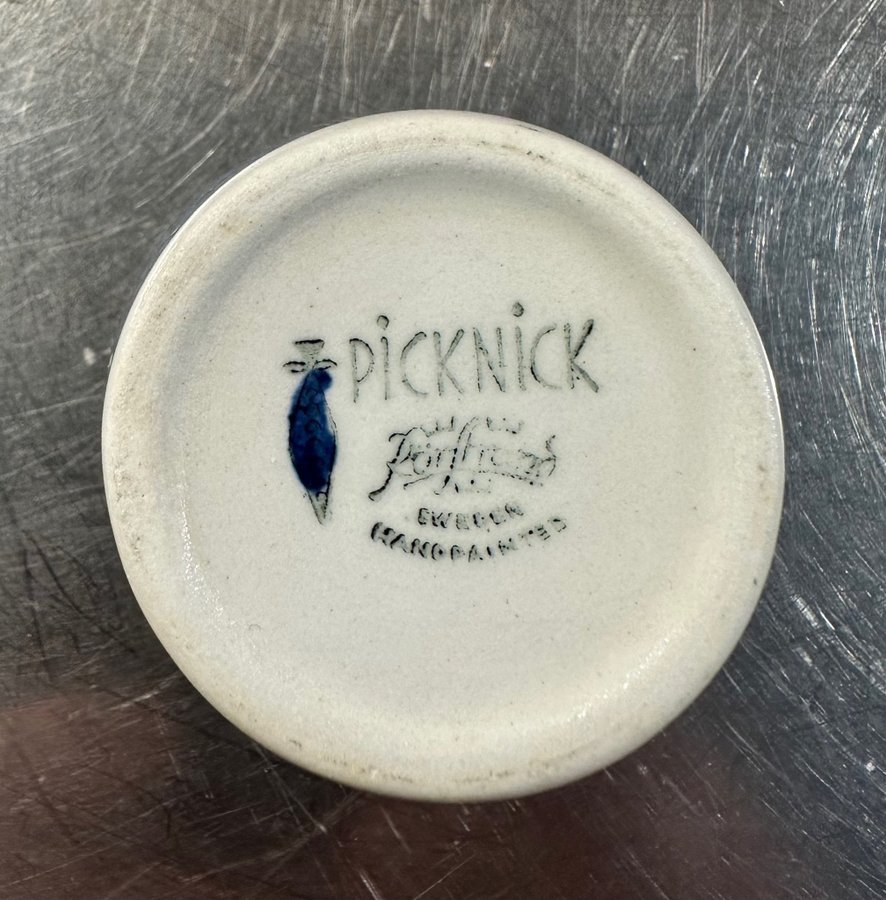 PiCKNiCK
Rörstrand
SWEDEN
HANDPAINTED